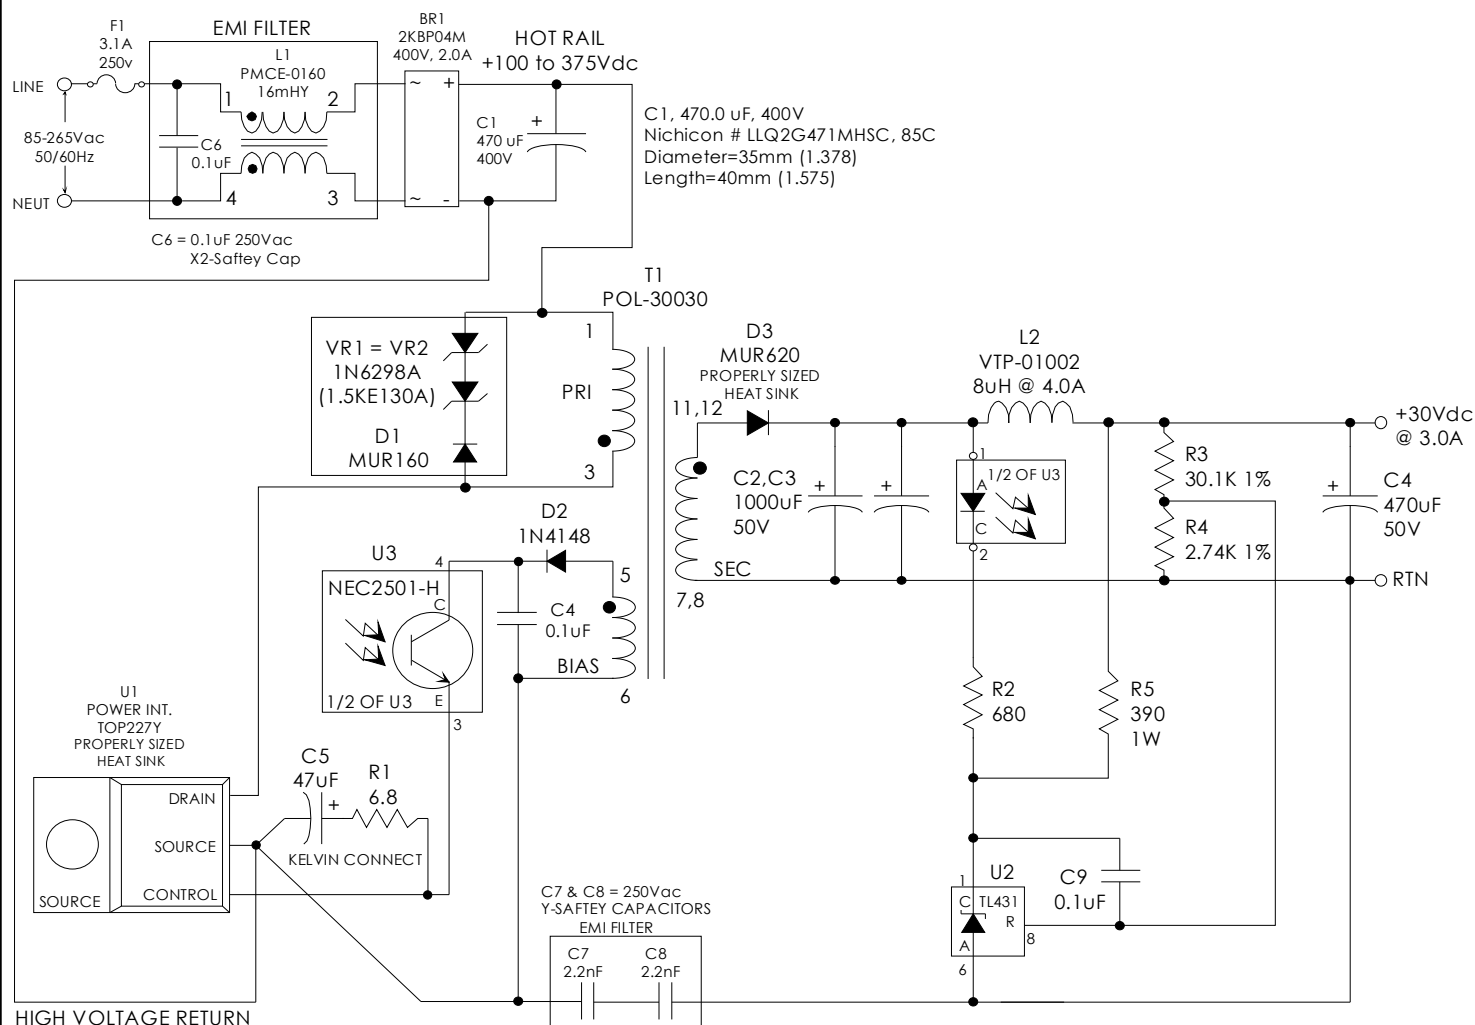 F1
3.1A
250v
EMI FILTER
L1
PMCE-0160
16mHY
BR1
2KBP04M
400V, 2.0A
HOT RAIL
+100 to 375Vdc
LINE
1
2
~
+
85-265Vac
50/60Hz
C6
0.1uF
C1
470 uF
400V
+
C1, 470.0 uF, 400V
Nichicon # LLQ2G471MHSC, 85C
Diameter=35mm (1.378)
Length=40mm (1.575)
NEUT
4
3
~
-
C6 = 0.1uF 250Vac
X2-Saftey Cap
T1
POL-30030
VR1 = VR2
1N6298A
(1.5KE130A)
D1
MUR160
1
PRI
3
D3
MUR620
PROPERLY SIZED
HEAT SINK
11,12
L2
VTP-01002
8uH @ 4.0A
+30Vdc
@ 3.0A
C2,C3
1000uF
50V
+
+
1
A
1/2 OF U3
C
2
R3
30.1K 1%
R4
2.74K 1%
+
C4
470uF
50V
SEC
7,8
RTN
D2
1N4148
U3
4
NEC2501-H
C
1/2 OF U3
E
3
C4
0.1uF
5
BIAS
6
R2
680
R5
390
1W
U1
POWER INT.
TOP227Y
PROPERLY SIZED
HEAT SINK
DRAIN
SOURCE
CONTROL
SOURCE
C5
47uF
+
R1
6.8
KELVIN CONNECT
U2
1
C
TL431
R
A
8
6
C9
0.1uF
C7 & C8 = 250Vac
Y-SAFTEY CAPACITORS
EMI FILTER
C7
2.2nF
C8
2.2nF
HIGH VOLTAGE RETURN